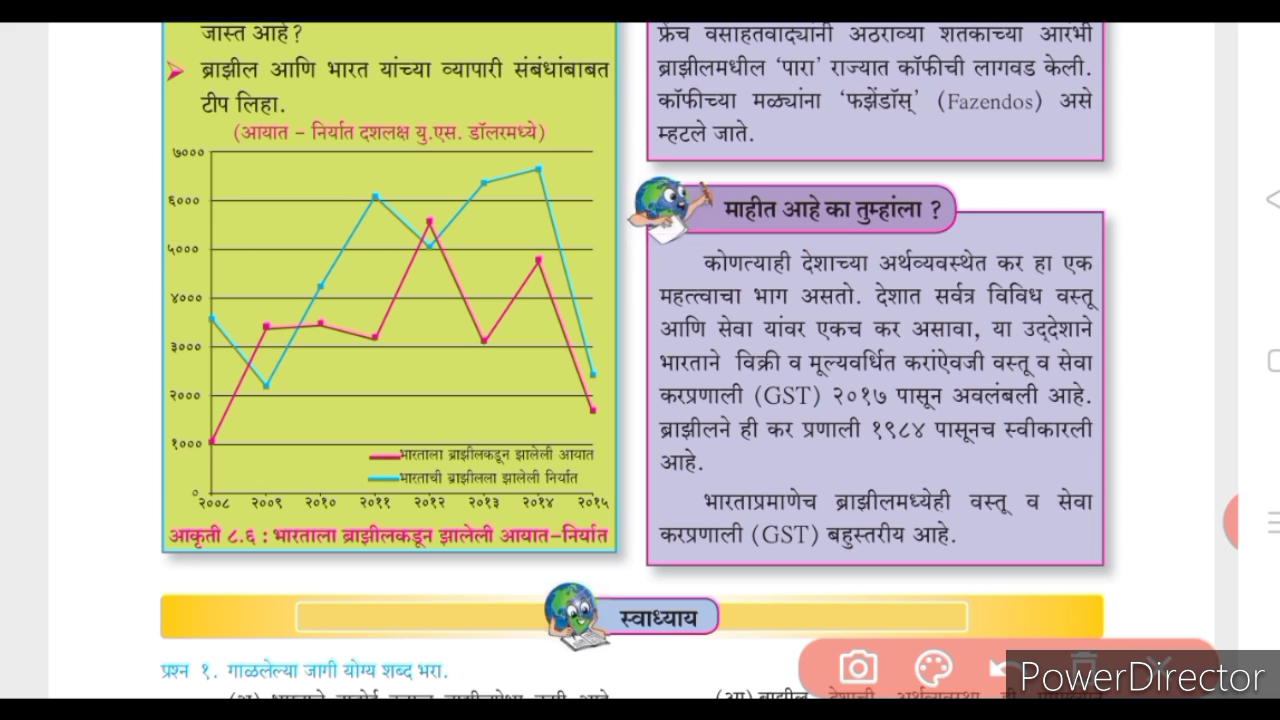 जास्त आहे?
ब्राझील आणि भारत यांच्या व्यापारी संबंधांबाबत
टीप लिहा.
(आयात - निर्यात दशलक्ष यु.एस. डॉलरमध्ये)
७०००
६०००
५०००
४०००
३०००
२०००
१०००
०
भारताला ब्राझीलकडून झालेली आयात
भारताची ब्राझीलला झालेली निर्यात
२००८ २००९ २०१० २०११ २०१२ २०१३ २०१४ २०१५
आकृती ८.६ : भारताला ब्राझीलकडून झालेली आयात-निर्यात
फ्रेंच वसाहतवाद्यांनी अठराव्या शतकाच्या आरंभी
ब्राझीलमधील ‘पारा’ राज्यात कॉफीची लागवड केली.
कॉफीच्या मळ्यांना ‘फझेंडॉस्’ (Fazendos) असे
म्हटले जाते.
माहीत आहे का तुम्हांला ?
कोणत्याही देशाच्या अर्थव्यवस्थेत कर हा एक
महत्त्वाचा भाग असतो. देशात सर्वत्र विविध वस्तू
आणि सेवा यांवर एकच कर असावा, या उद्‌देशाने
भारताने विक्री व मूल्यवर्धित करांऐवजी वस्तू व सेवा
करप्रणाली (GST) २०१७ पासून अवलंबली आहे.
ब्राझीलने ही कर प्रणाली १९८४ पासूनच स्वीकारली
आहे.
भारताप्रमाणेच ब्राझीलमध्येही वस्तू व सेवा
करप्रणाली (GST) बहुस्तरीय आहे.
स्वाध्याय
प्रश्न १. गाळलेल्या जागी योग्य शब्द भरा.
PowerDirector